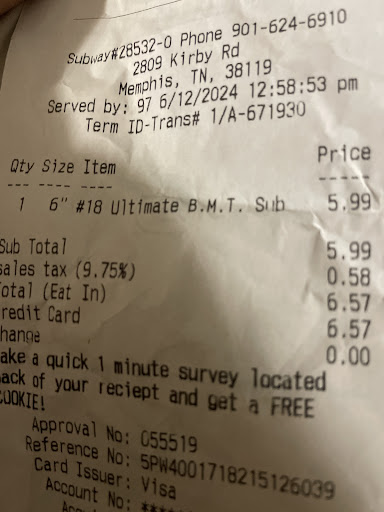 Subway#28532-0 Phone 901-624-6910
2809 Kirby Rd
Memphis, TN, 38119
Served by: 97 6/12/2024 12:58:53 pm
Term ID-Trans# 1/A-671930
Price
Qty Size Item
--- ---- ---- -----
1 6" #18 Ultimate B.M.T. Sub 5.99
Sub Total 5.99
sales tax (9.75%) 0.58
otal (Eat In) 6.57
redit Card 6.57
hange 0.00
ake a quick 1 minute survey located
ack of your reciept and get a FREE
COOKIE!
Approval No: 055519
Reference No: 5PW4001718215126039
Card Issuer: Visa
Account No: ****